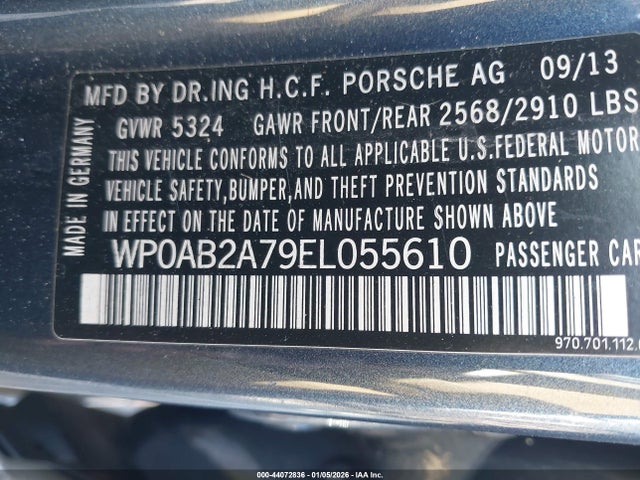 MFD BY DR.ING H.C.F. PORSCHE AG 09/13
GVWR 5324 GAWR FRONT/REAR 2568/2910 LBS
THIS VEHICLE CONFORMS TO ALL APPLICABLE U.S.FEDERAL MOTOR
VEHICLE SAFETY,BUMPER,AND THEFT PREVENTION STANDARDS
IN EFFECT ON THE DATE OF MANUFACTURE SHOWN ABOVE.
WP0AB2A79EL055610 PASSENGER CAR
MADE IN GERMANY
970.701.112.
000-44072836 | 01/05/2026 - IAA Inc.